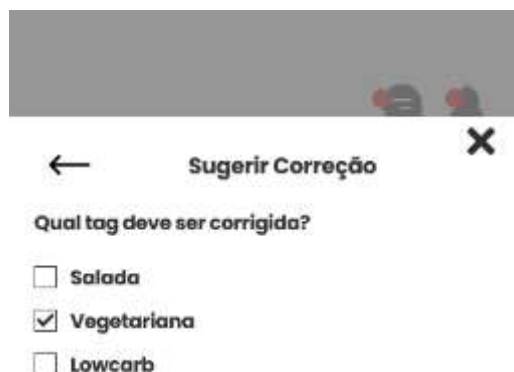 Sugerir Correção
Qual tag deve ser corrigida?
Salada
Vegetariana
Lowcarb